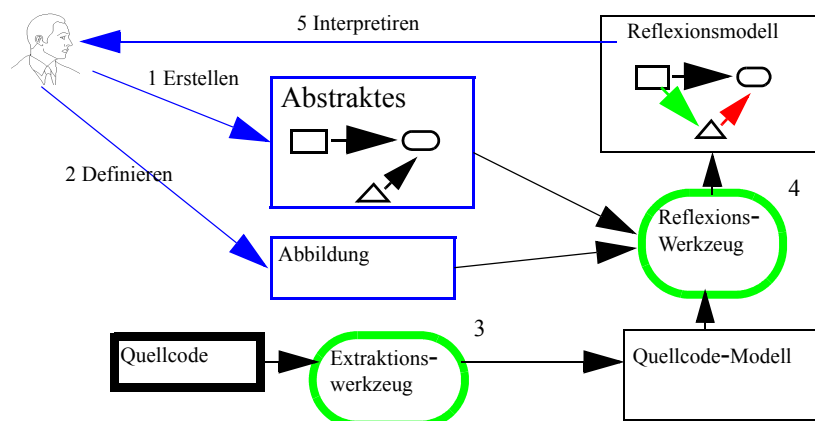 5 Interpretiren
Reflexionsmodell
1 Erstellen
Abstraktes
2 Definieren
4
Reflexions-
Werkzeug
Abbildung
3
Quellcode
Extraktions-
werkzeug
Quellcode-Modell